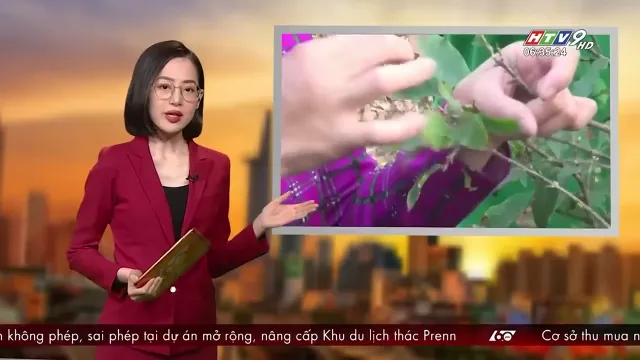 HTV9 HD
06:35:24
n không phép, sai phép tại dự án mở rộng, nâng cấp Khu du lịch thác Prenn
Cơ sở thu mua n